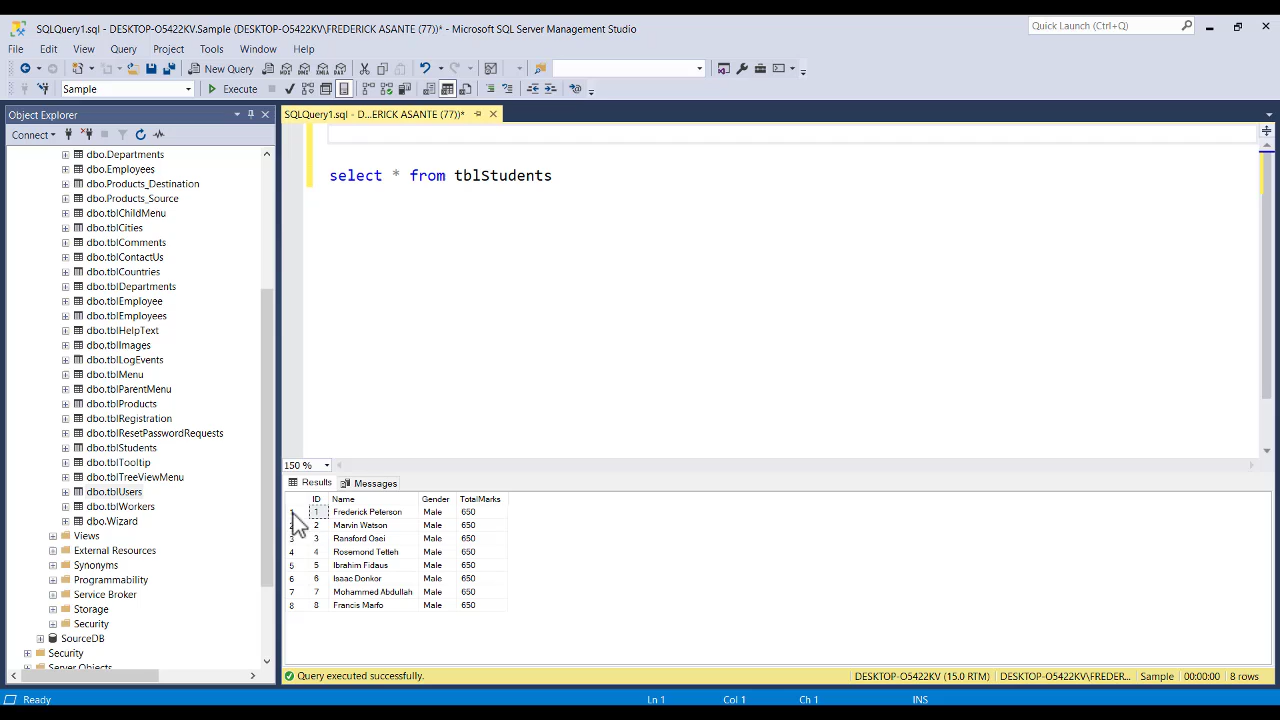 SQLQuery1.sql - DESKTOP-O5422KV.Sample (DESKTOP-O5422KV\FREDERICK ASANTE (77))* - Microsoft SQL Server Management Studio
Quick Launch (Ctrl+Q)
File Edit View Query Project Tools Window Help
New Query
Sample Execute
Object Explorer
SQLQuery1.sql - D...ERICK ASANTE (77))*
Connect
dbo.Departments
dbo.Employees
dbo.Products_Destination
dbo.Products_Source
dbo.tblChildMenu
dbo.tblCities
dbo.tblComments
dbo.tblContactUs
dbo.tblCountries
dbo.tblDepartments
dbo.tblEmployee
dbo.tblEmployees
dbo.tblHelpText
dbo.tblImages
dbo.tblLogEvents
dbo.tblMenu
dbo.tblParentMenu
dbo.tblProducts
dbo.tblRegistration
dbo.tblResetPasswordRequests
dbo.tblStudents
dbo.tblTooltip
dbo.tblTreeViewMenu
dbo.tblUsers
dbo.tblWorkers
dbo.Wizard
Views
External Resources
Synonyms
Programmability
Service Broker
Storage
Security
SourceDB
Security
Server Objects
select * from tblStudents
150 %
Results Messages
ID Name Gender TotalMarks
1 1 Frederick Peterson Male 650
2 2 Marvin Watson Male 650
3 3 Ransford Osei Male 650
4 4 Rosemond Tetteh Male 650
5 5 Ibrahim Fidaus Male 650
6 6 Isaac Donkor Male 650
7 7 Mohammed Abdullah Male 650
8 8 Francis Marfo Male 650
Query executed successfully.
DESKTOP-O5422KV (15.0 RTM) DESKTOP-O5422KV\FREDER... Sample 00:00:00 8 rows
Ready Ln 1 Col 1 Ch 1 INS